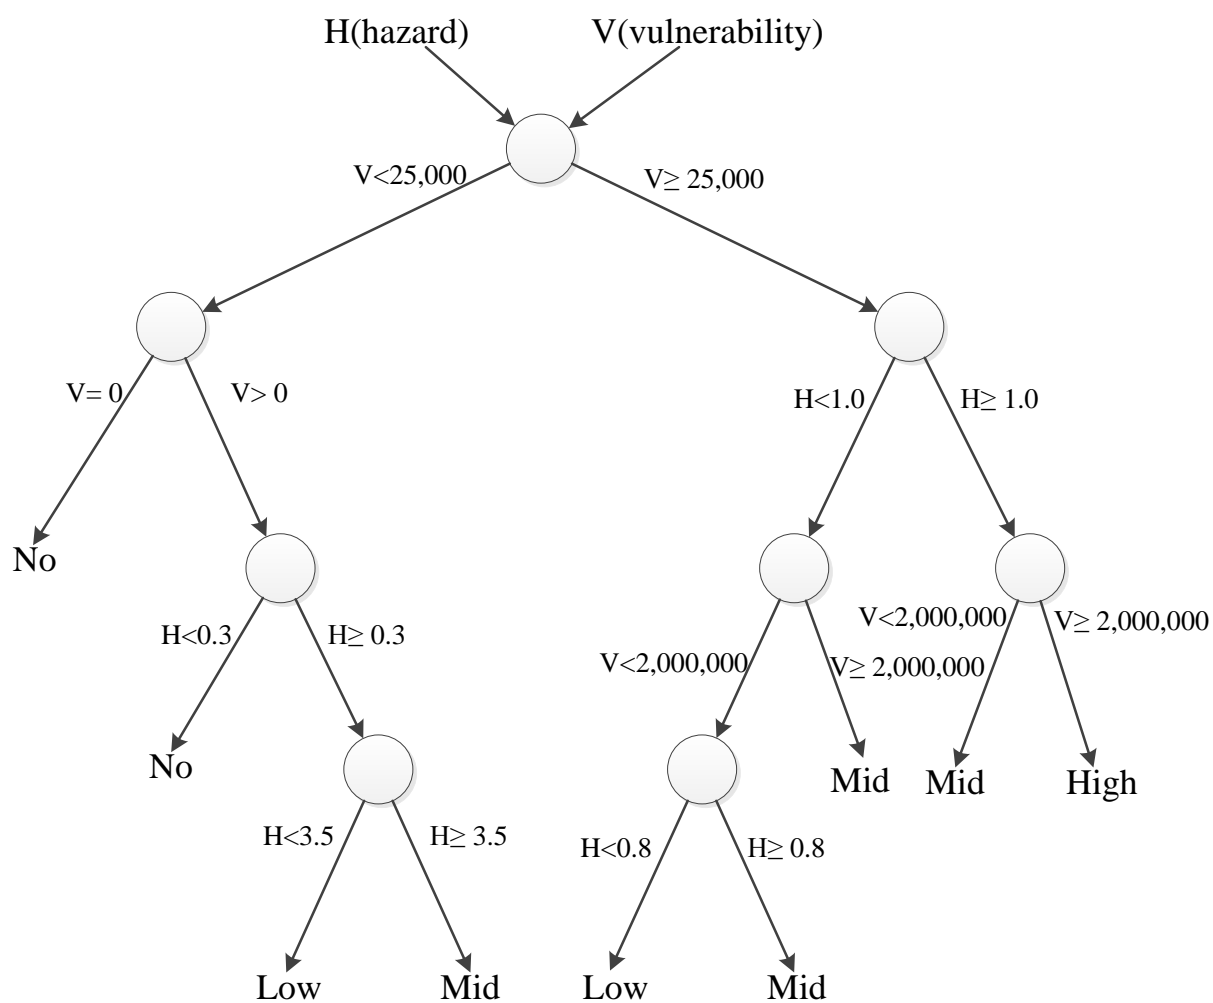 H(hazard)
V(vulnerability)
V<25,000
V≥ 25,000
V= 0
V> 0
H<1.0
H≥ 1.0
No
H<0.3
H≥ 0.3
V<2,000,000
V≥ 2,000,000
V<2,000,000
V≥ 2,000,000
No
Mid
Mid
High
H<3.5
H≥ 3.5
H<0.8
H≥ 0.8
Low
Mid
Low
Mid